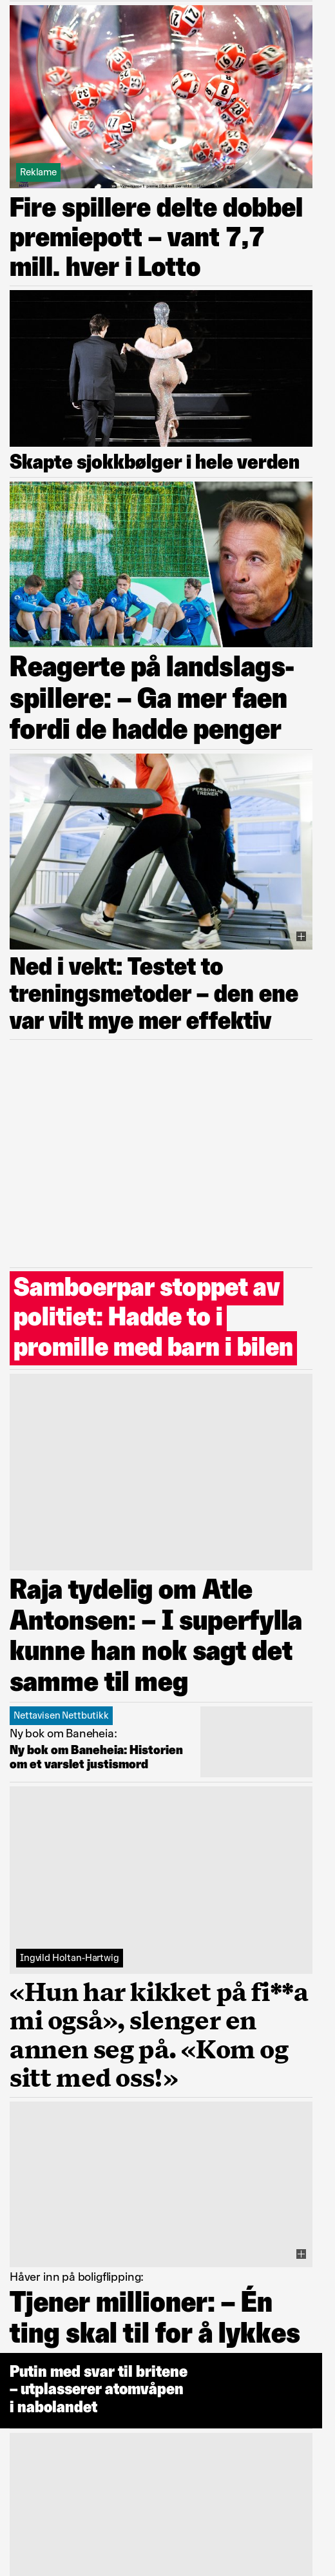 Reklame
Fire spillere delte dobbel
premiepott – vant 7,7
mill. hver i Lotto
Skapte sjokkbølger i hele verden
Reagerte på landslags-
spillere: – Ga mer faen
fordi de hadde penger
PERSONLIG
TRENER
Ned i vekt: Testet to
treningsmetoder – den ene
var vilt mye mer effektiv
Samboerpar stoppet av
politiet: Hadde to i
promille med barn i bilen
Raja tydelig om Atle
Antonsen: – I superfylla
kunne han nok sagt det
samme til meg
Nettavisen Nettbutikk
Ny bok om Baneheia:
Ny bok om Baneheia: Historien
om et varslet justismord
Ingvild Holtan-Hartwig
«Hun har kikket på fi**a
mi også», slenger en
annen seg på. «Kom og
sitt med oss!»
Håver inn på boligflipping:
Tjener millioner: – Én
ting skal til for å lykkes
Putin med svar til britene
– utplasserer atomvåpen
i nabolandet